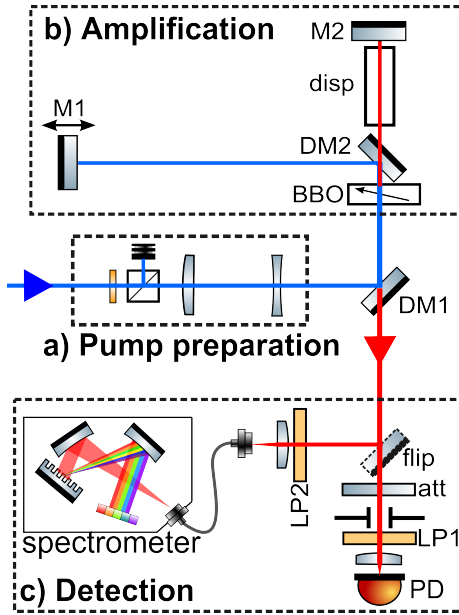 b) Amplification
M2
disp
M1
DM2
BBO
DM1
a) Pump preparation
flip
att
LP2
LP1
spectrometer
PD
c) Detection